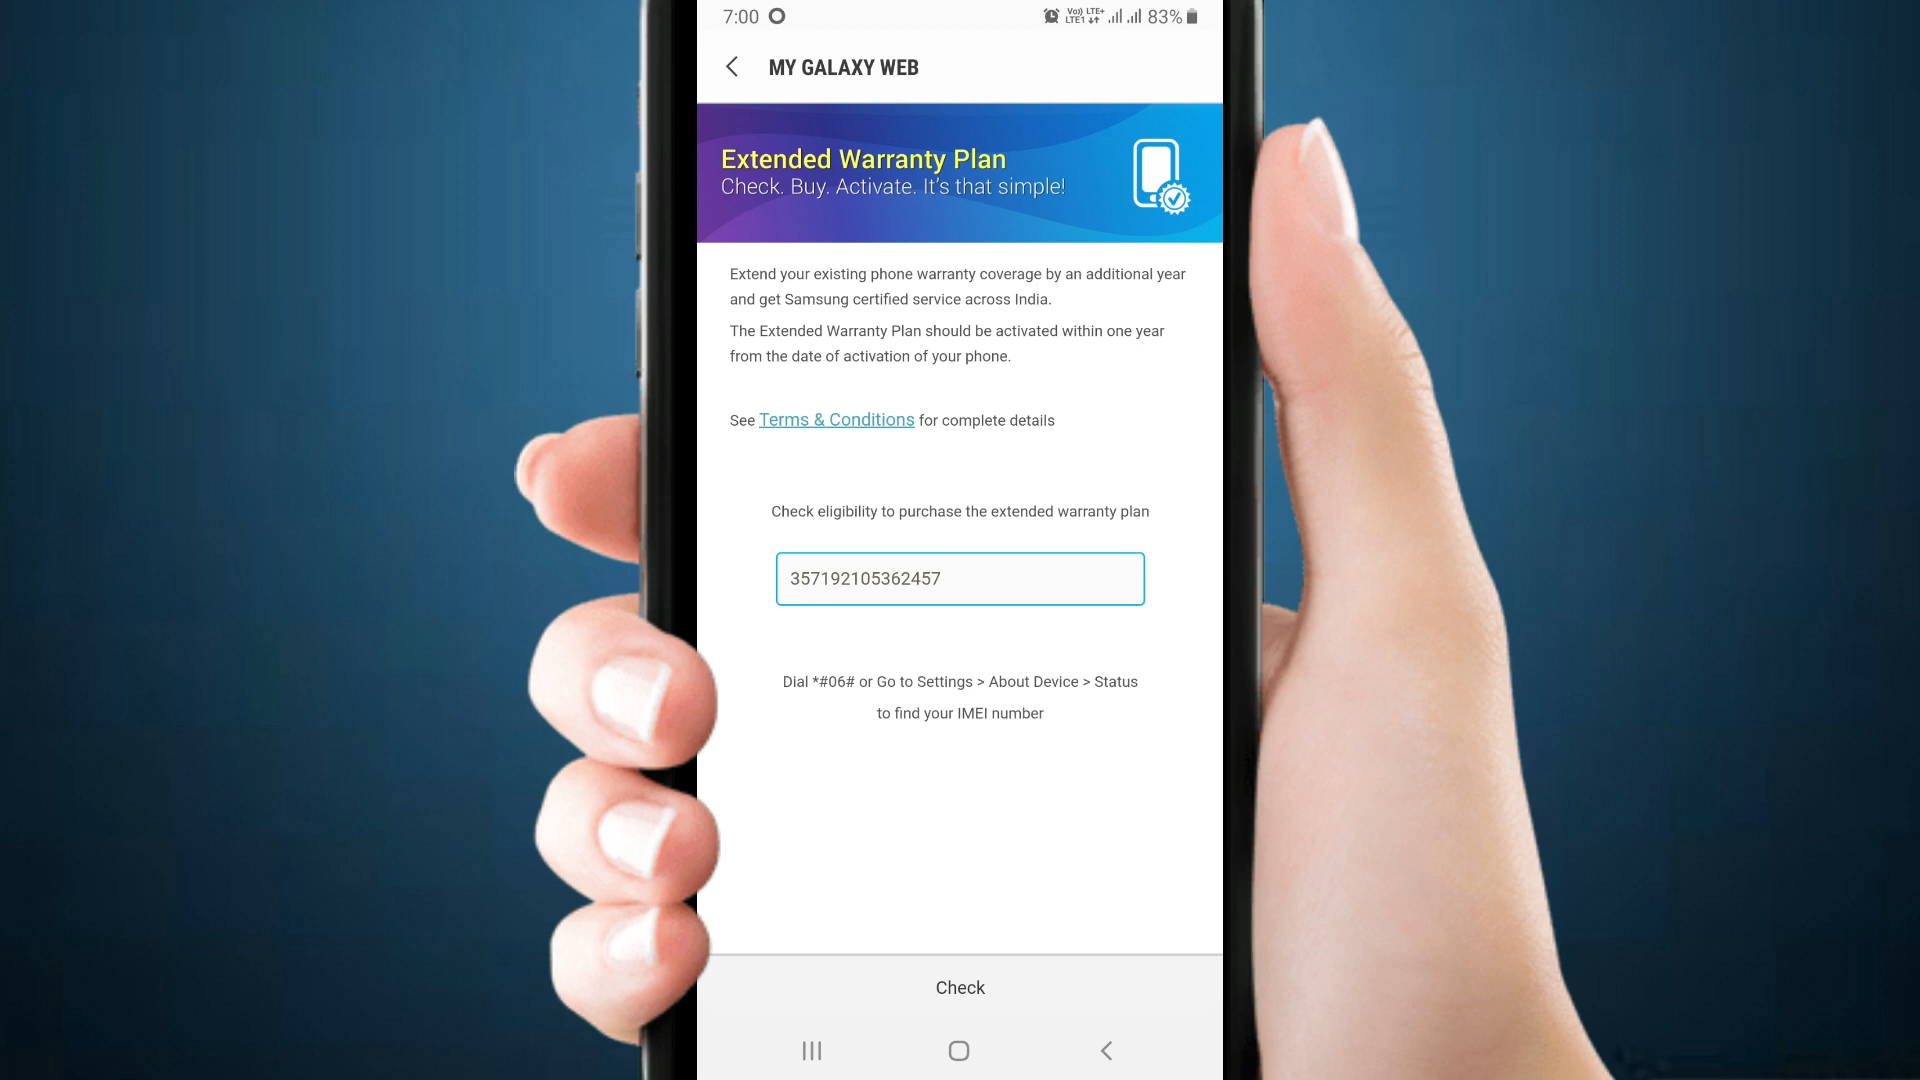 7:00
Vo)) LTE+
LTE1
83%
MY GALAXY WEB
Extended Warranty Plan
Check. Buy. Activate. It's that simple!
Extend your existing phone warranty coverage by an additional year
and get Samsung certified service across India.
The Extended Warranty Plan should be activated within one year
from the date of activation of your phone.
See Terms & Conditions for complete details
Check eligibility to purchase the extended warranty plan
357192105362457
Dial *#06# or Go to Settings > About Device > Status
to find your IMEI number
Check